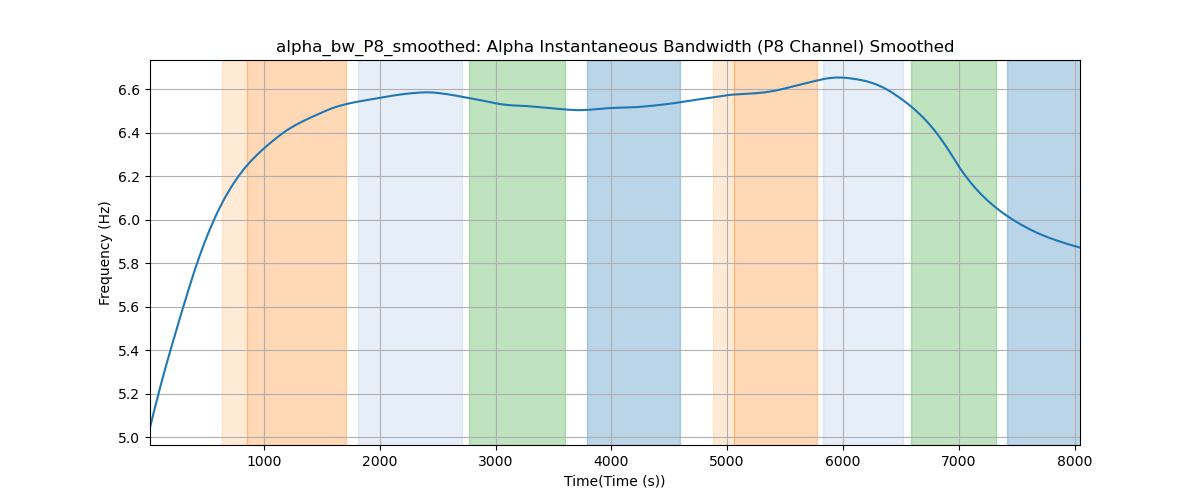 alpha_bw_P8_smoothed: Alpha Instantaneous Bandwidth (P8 Channel) Smoothed
Frequency (Hz)
6.6
6.4
6.2
6.0
5.8
5.6
5.4
5.2
5.0
1000 2000 3000 4000 5000 6000 7000 8000
Time(Time (s))